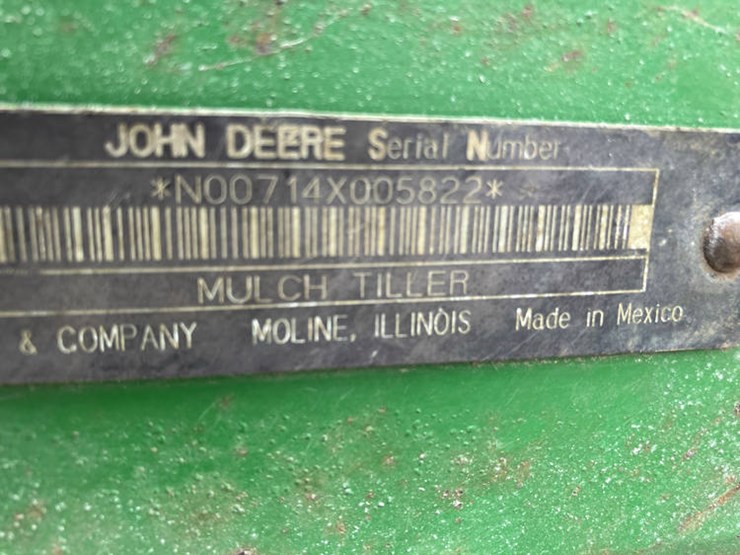 JOHN DEERE Serial Number
*N00714X005822*
MULCH TILLER
& COMPANY MOLINE, ILLINOIS Made in Mexico